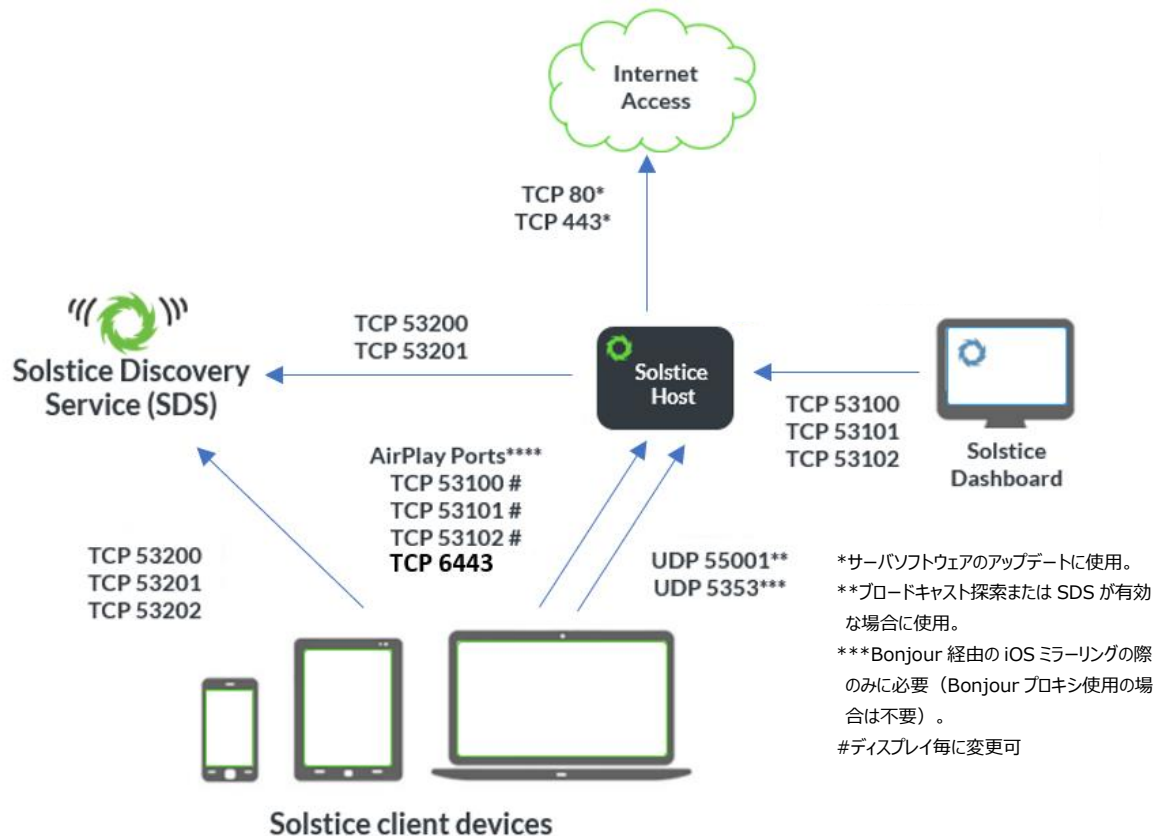 Internet
Access
TCP 80*
TCP 443*
Solstice Discovery
Service (SDS)
TCP 53200
TCP 53201
Solstice
Host
TCP 53100
TCP 53101
TCP 53102
Solstice
Dashboard
AirPlay Ports****
TCP 53100 #
TCP 53101 #
TCP 53102 #
TCP 6443
TCP 53200
TCP 53201
TCP 53202
UDP 55001**
UDP 5353***
*サーバソフトウェアのアップデートに使用。
**ブロードキャスト探索または SDS が有効
な場合に使用。
***Bonjour 経由の iOS ミラーリングの際
のみに必要（Bonjour プロキシ使用の場
合は不要）。
#ディスプレイ毎に変更可
Solstice client devices